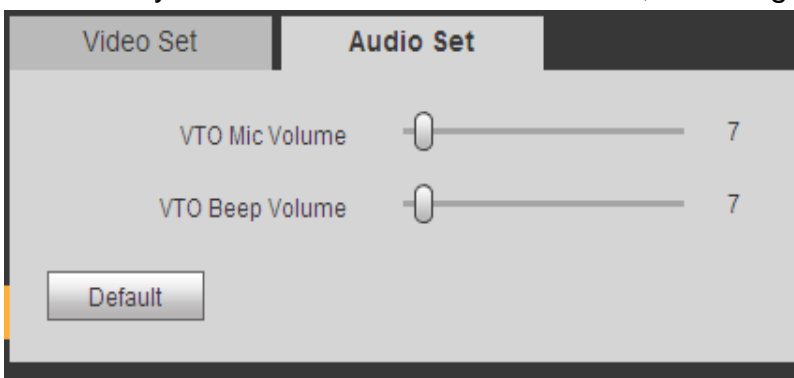 Video Set Audio Set
VTO Mic Volume 7
VTO Beep Volume 7
Default